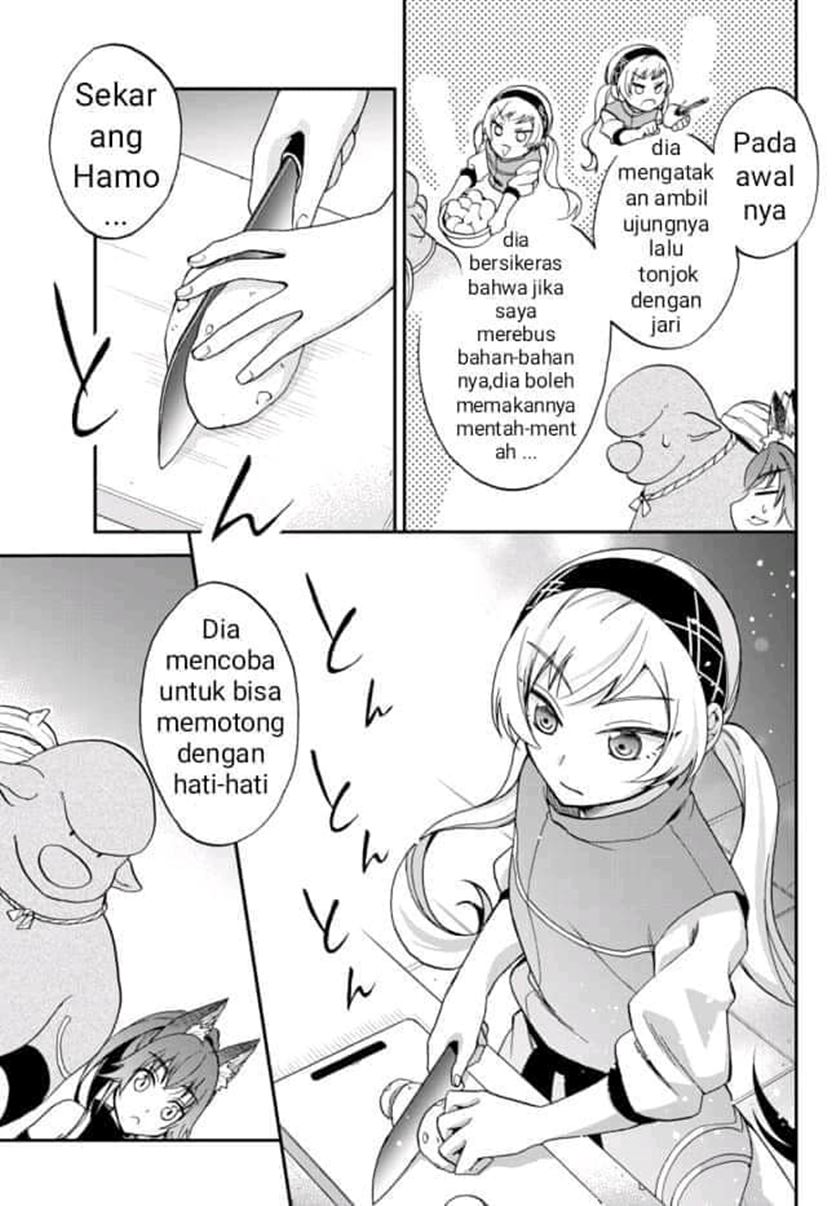 Pada
awal
nya
dia
mengatak
an ambil
ujungnya
lalu
tonjok
dengan
jari
dia
bersikeras
bahwa jika
saya
merebus
bahan-bahan
nya,dia boleh
memakannya
mentah-ment
ah ...
Sekar
ang
Hamo
...
とん
とん
とん
とん
Dia
mencoba
untuk bisa
memotong
dengan
hati-hati